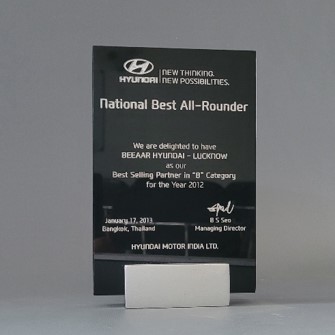 HYUNDAI
NEW THINKING.
NEW POSSIBILITIES.
National Best All-Rounder
We are delighted to have
BEEAAR HYUNDAI - LUCKNOW
as our
Best Selling Partner in "B" Category
for the Year 2012
January 17, 2013
Bangkok, Thailand
B S Seo
Managing Director
HYUNDAI MOTOR INDIA LTD.